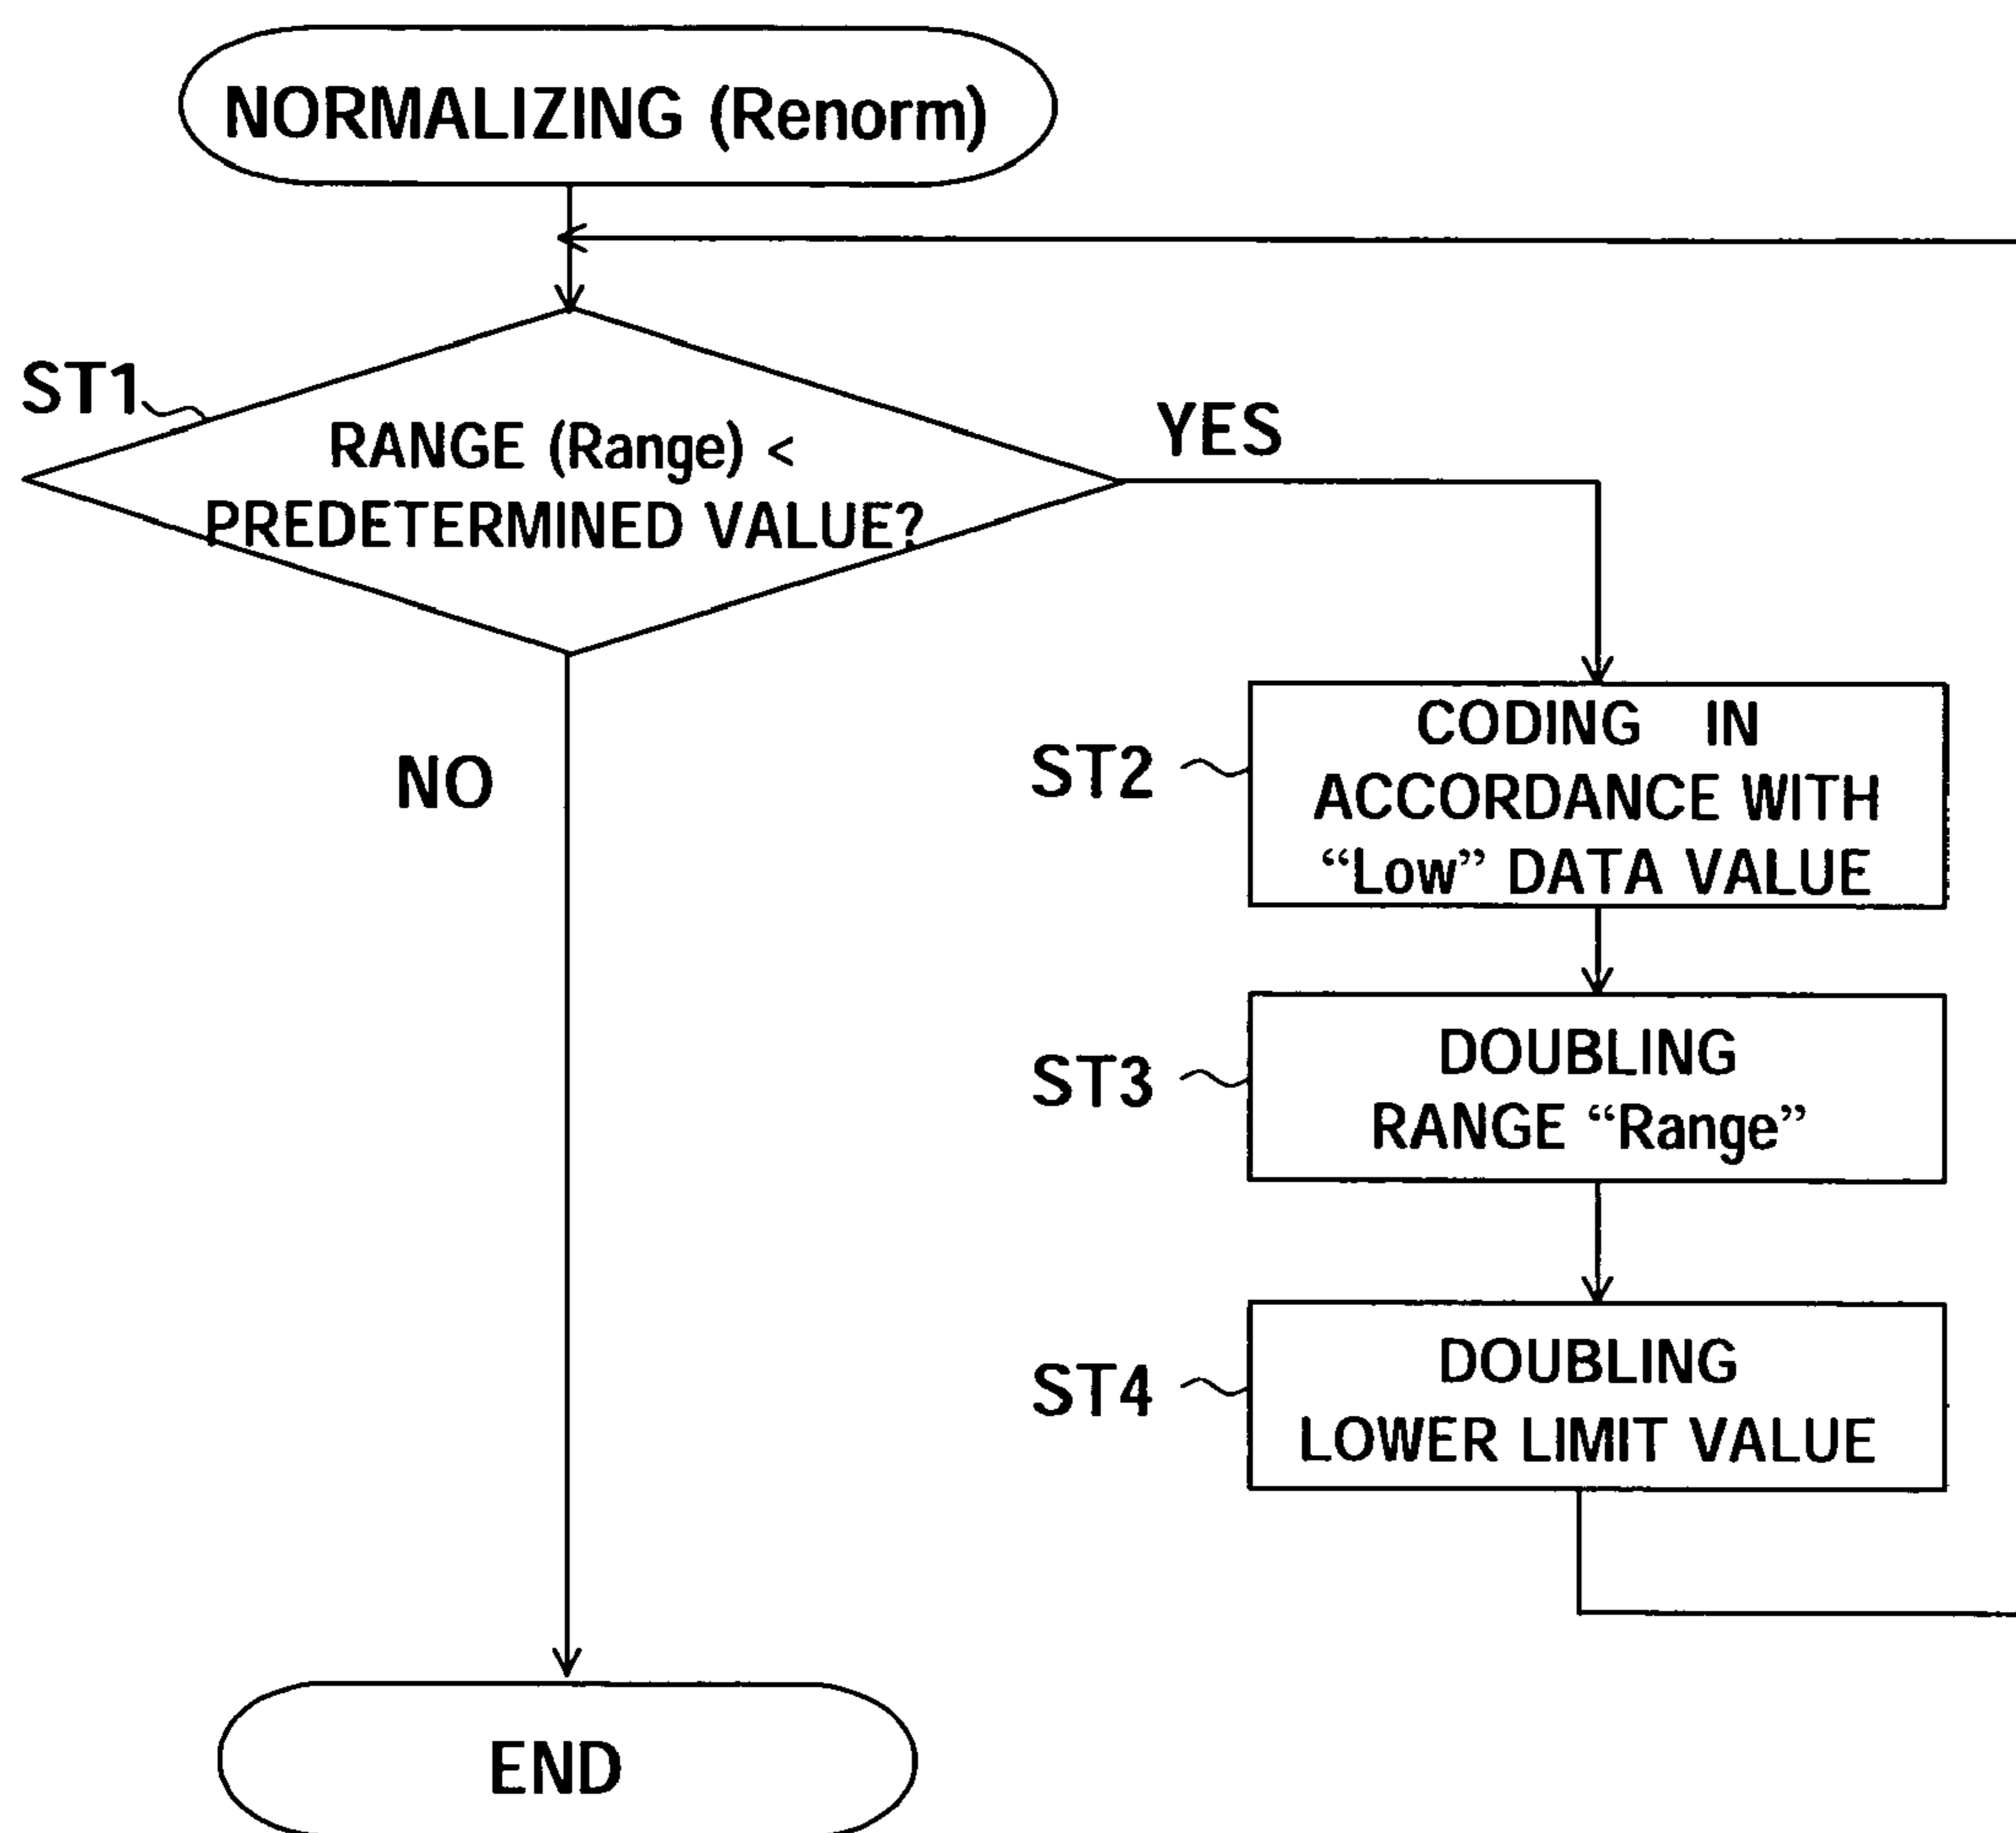 NORMALIZING (Renorm)
ST1
RANGE (Range) <
PREDETERMINED VALUE?
YES
NO
ST2
CODING IN
ACCORDANCE WITH
“Low” DATA VALUE
ST3
DOUBLING
RANGE “Range”
ST4
DOUBLING
LOWER LIMIT VALUE
END